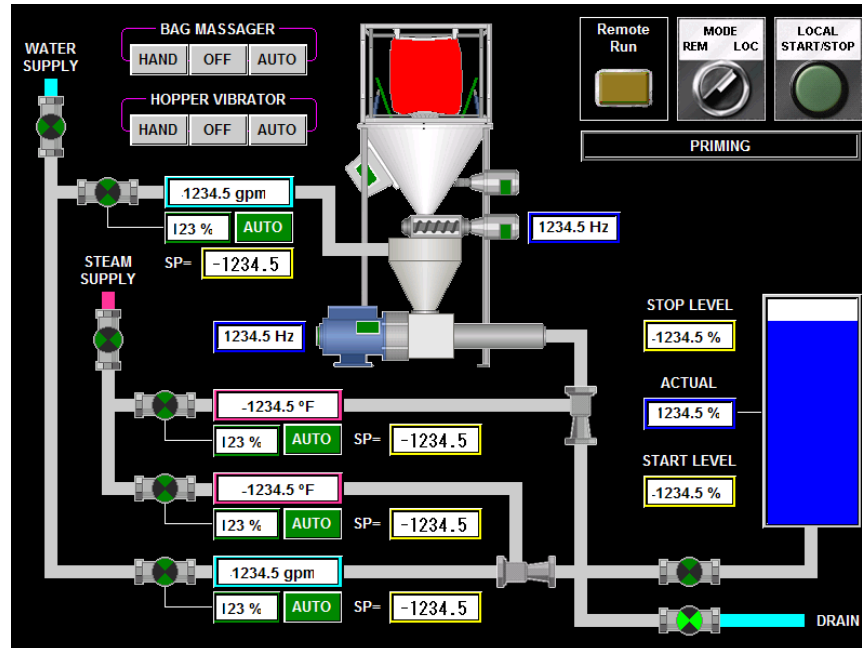 WATER
SUPPLY
BAG MASSAGER
HAND OFF AUTO
HOPPER VIBRATOR
HAND OFF AUTO
Remote
Run
MODE
REM LOC
LOCAL
START/STOP
PRIMING
-1234.5 gpm
123 % AUTO
SP= -1234.5
1234.5 Hz
STEAM
SUPPLY
1234.5 Hz
STOP LEVEL
-1234.5 %
ACTUAL
1234.5 %
START LEVEL
-1234.5 %
-1234.5 ºF
123 % AUTO SP= -1234.5
-1234.5 ºF
123 % AUTO SP= -1234.5
-1234.5 gpm
123 % AUTO SP= -1234.5
DRAIN